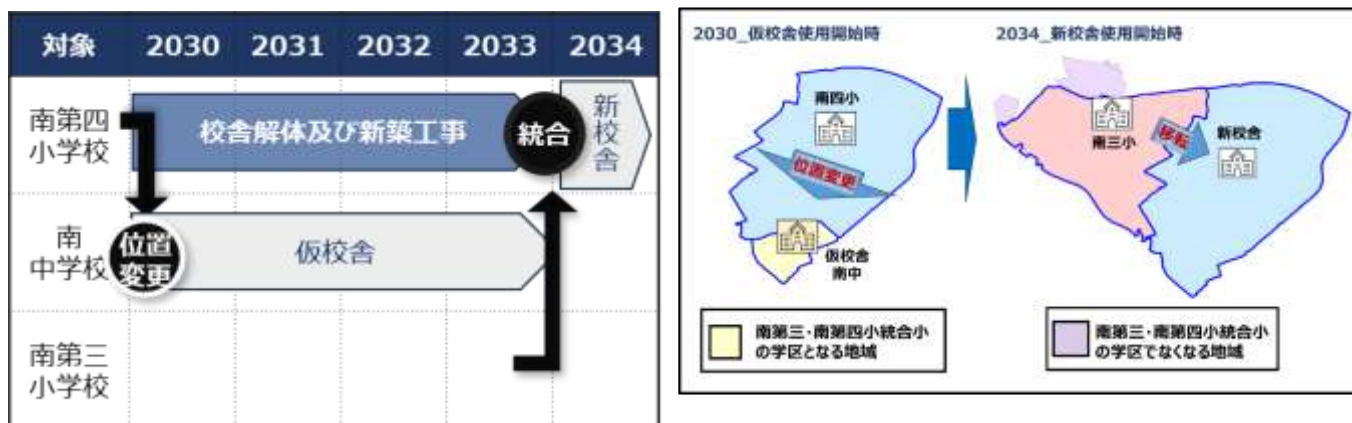 対象 2030 2031 2032 2033 2034
南第四
小学校
校舎解体及び新築工事
統合
新校舎
南
中学校
位置
変更
仮校舎
南第三
小学校
2030_仮校舎使用開始時
南四小
位置変更
仮校舎
南中
南第三・南第四小統合小
の学区となる地域
2034_新校舎使用開始時
南三小
移転
新校舎
南第三・南第四小統合小
の学区でなくなる地域